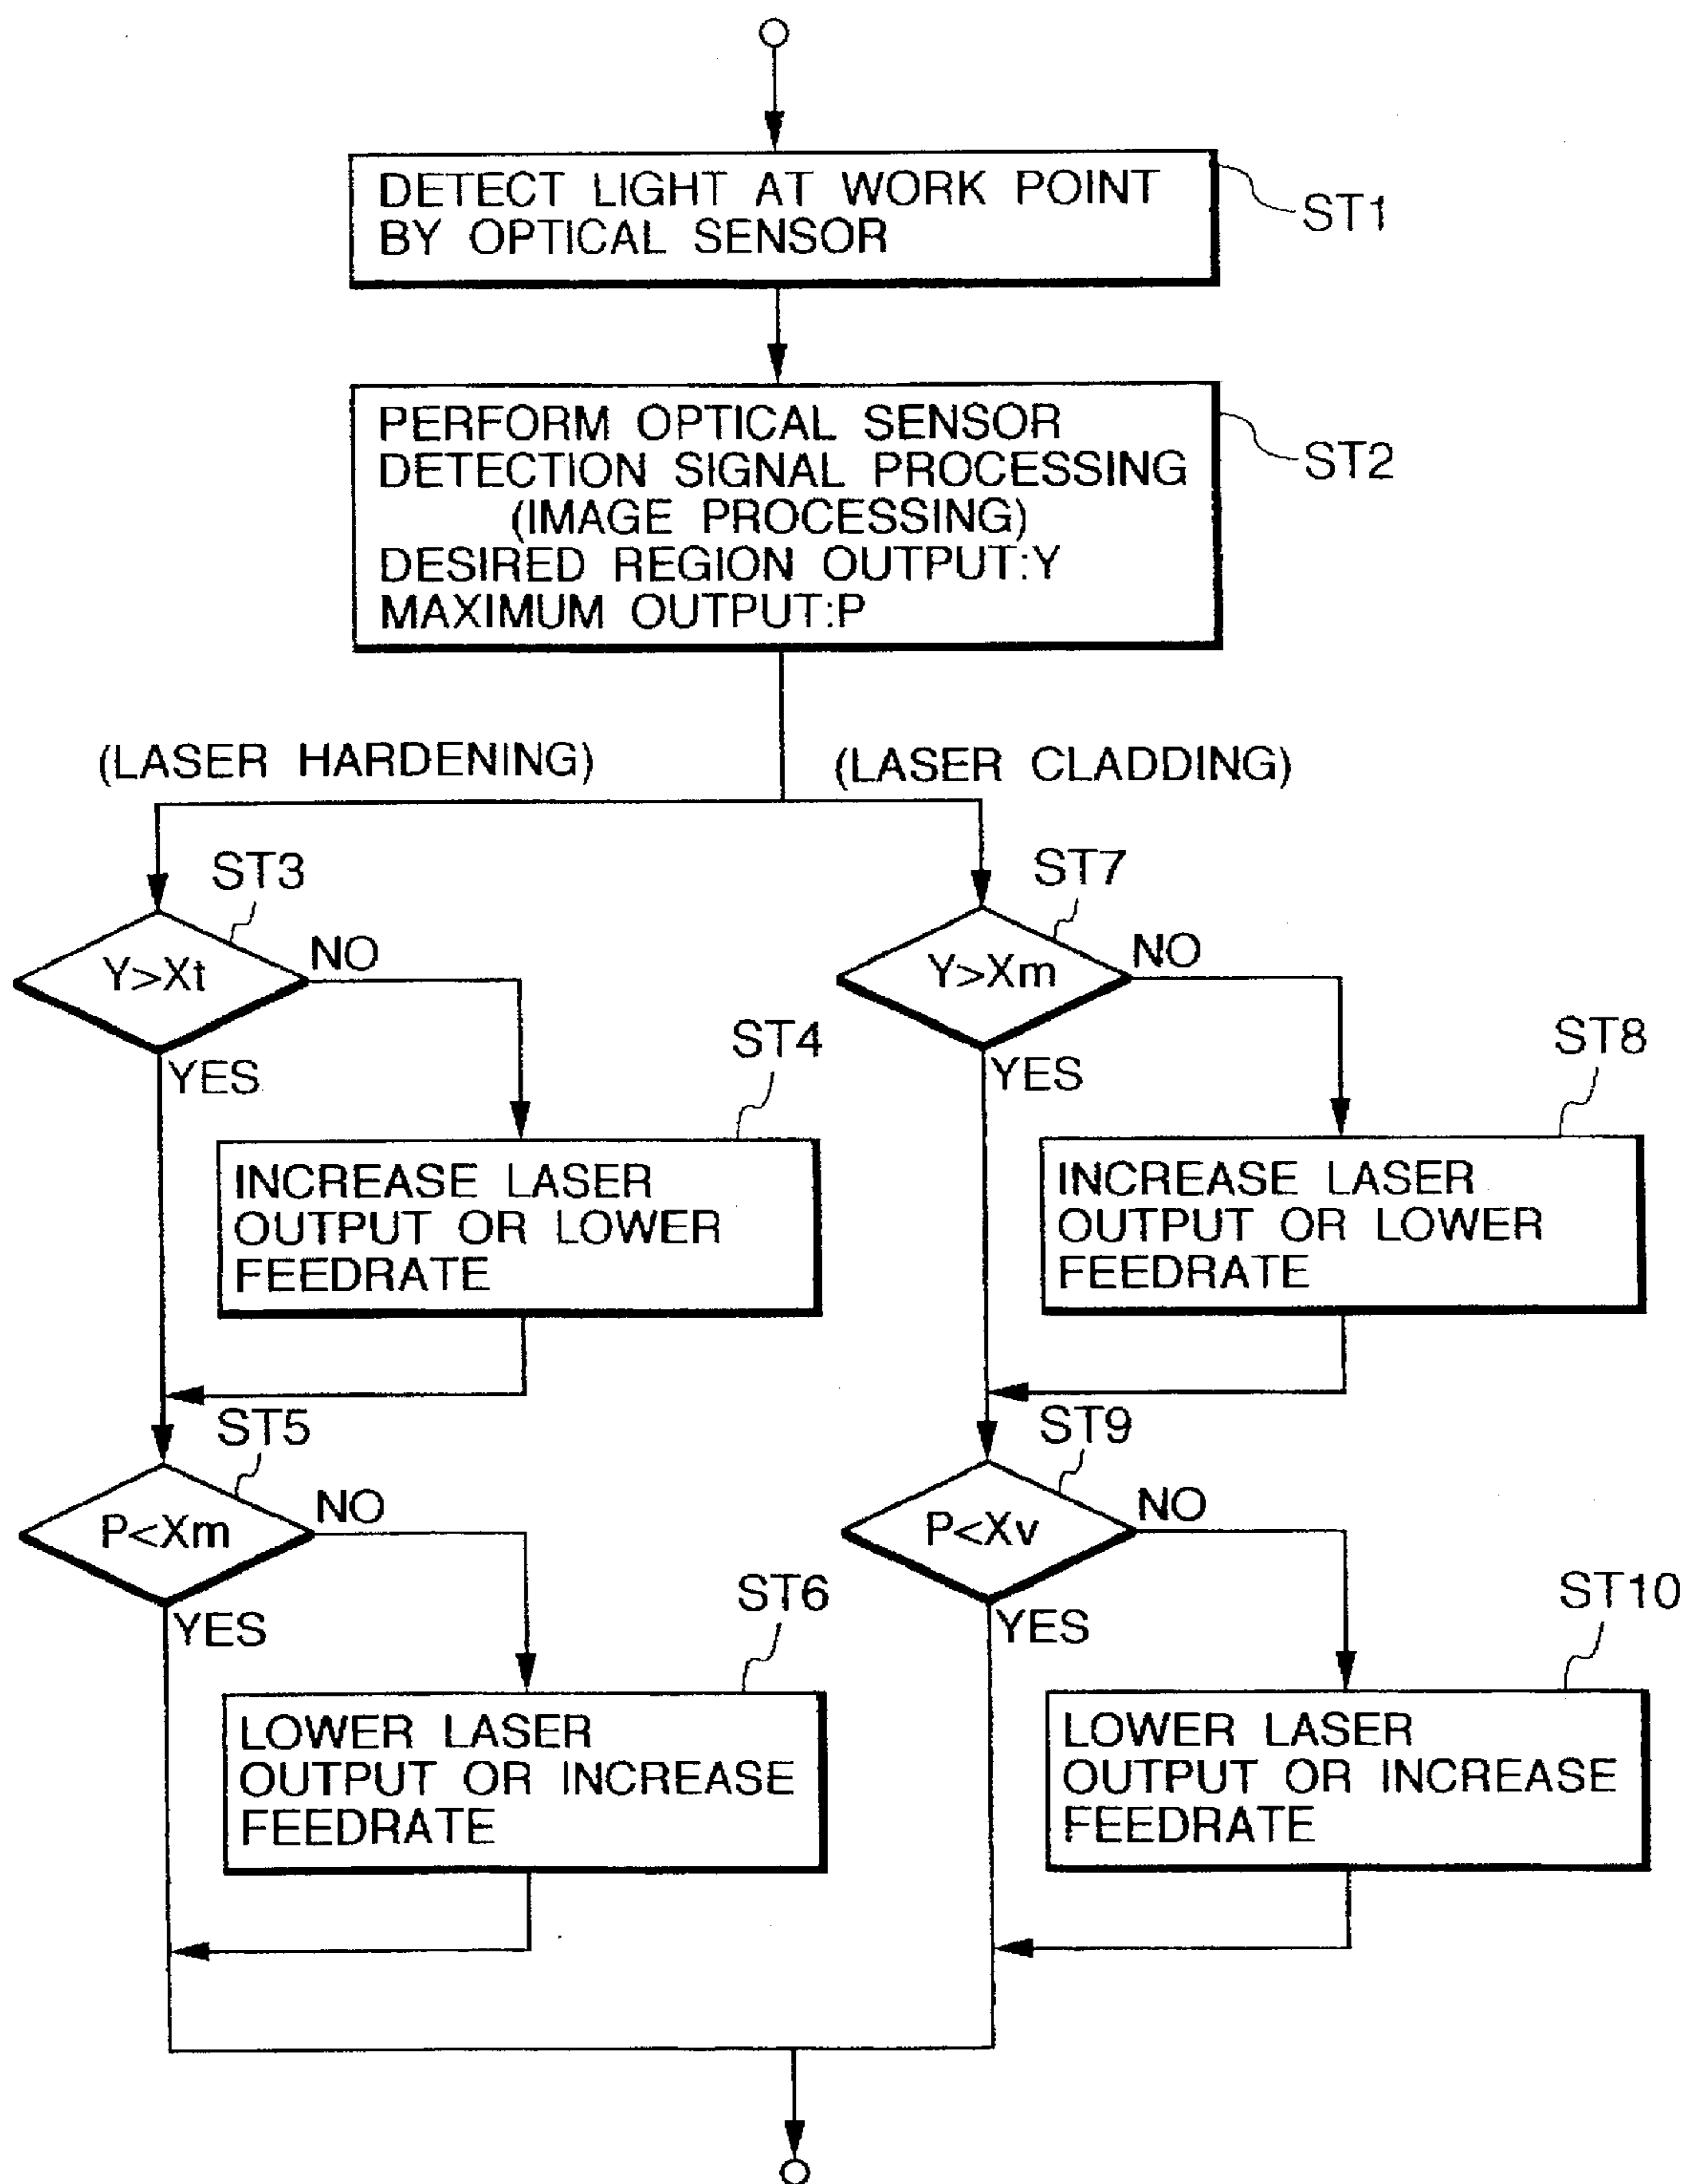 DETECT LIGHT AT WORK POINT
BY OPTICAL SENSOR
ST1
PERFORM OPTICAL SENSOR
DETECTION SIGNAL PROCESSING
(IMAGE PROCESSING)
DESIRED REGION OUTPUT:Y
MAXIMUM OUTPUT:P
ST2
(LASER HARDENING)
(LASER CLADDING)
ST3
Y>Xt
NO
YES
ST4
INCREASE LASER
OUTPUT OR LOWER
FEEDRATE
ST5
P<Xm
NO
YES
ST6
LOWER LASER
OUTPUT OR INCREASE
FEEDRATE
ST7
Y>Xm
NO
YES
ST8
INCREASE LASER
OUTPUT OR LOWER
FEEDRATE
ST9
P<Xv
NO
YES
ST10
LOWER LASER
OUTPUT OR INCREASE
FEEDRATE